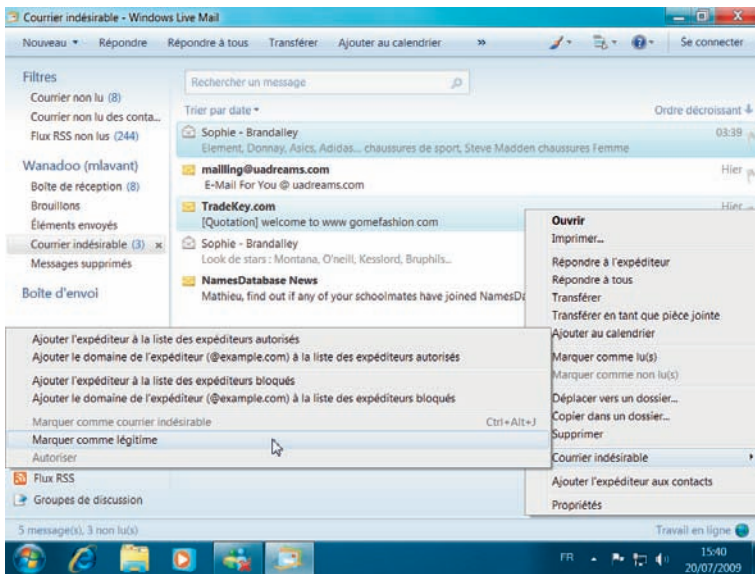 Courrier indésirable - Windows Live Mail
Nouveau Répondre Répondre à tous Transférer Ajouter au calendrier » Se connecter
Filtres
Courrier non lu (8)
Courrier non lu des conta...
Flux RSS non lus (244)
Wanadoo (mlavant)
Boîte de réception (8)
Brouillons
Éléments envoyés
Courrier indésirable (3)
Messages supprimés
Boîte d'envoi
Rechercher un message
Trier par date Ordre décroissant
Sophie - Brandalley 03:39
Element, Donnay, Asics, Adidas... chaussures de sport, Steve Madden chaussures Femme
mailling@uadreams.com Hier
E-Mail For You @ uadreams.com
TradeKey.com Hier
[Quotation] welcome to www gomefashion com
Sophie - Brandalley
Look de stars : Montana, O'neill, Kesslord, Bruphils...
NamesDatabase News
Mathieu, find out if any of your schoolmates have joined NamesDa
Ouvrir
Imprimer...
Répondre à l'expéditeur
Répondre à tous
Transférer
Transférer en tant que pièce jointe
Ajouter au calendrier
Marquer comme lu(s)
Marquer comme non lu(s)
Déplacer vers un dossier...
Copier dans un dossier...
Supprimer
Courrier indésirable
Ajouter l'expéditeur aux contacts
Propriétés
Ajouter l'expéditeur à la liste des expéditeurs autorisés
Ajouter le domaine de l'expéditeur (@example.com) à la liste des expéditeurs autorisés
Ajouter l'expéditeur à la liste des expéditeurs bloqués
Ajouter le domaine de l'expéditeur (@example.com) à la liste des expéditeurs bloqués
Marquer comme courrier indésirable Ctrl+Alt+J
Marquer comme légitime
Autoriser
Flux RSS
Groupes de discussion
5 message(s), 3 non lu(s) Travail en ligne
FR
15:40
20/07/2009